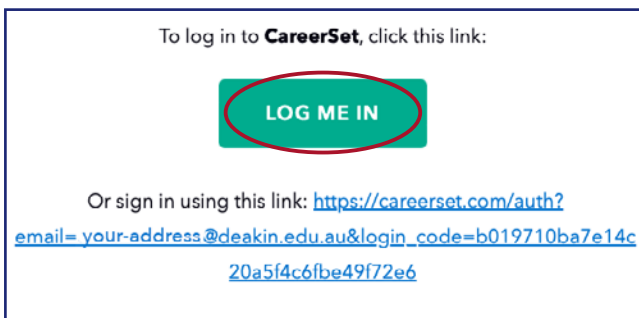 To log in to CareerSet, click this link:
LOG ME IN
Or sign in using this link: https://careerset.com/auth?
email= your-address@deakin.edu.au&login_code=b019710ba7e14c
20a5f4c6fbe49f72e6